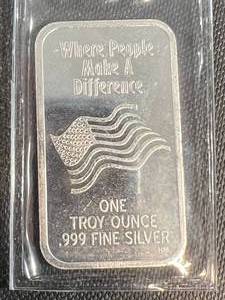 Where People
Make A
Difference
ONE
TROY OUNCE
.999 FINE SILVER